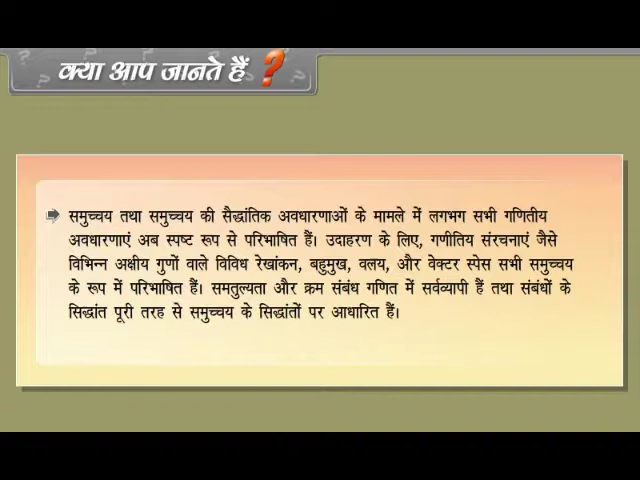 क्या आप जानते हैं ?
समुच्चय तथा समुच्चय की सैद्धांतिक अवधारणाओं के मामले में लगभग सभी गणितीय
अवधारणाएं अब स्पष्ट रूप से परिभाषित हैं। उदाहरण के लिए, गणीतिय संरचनाएं जैसे
विभिन्न अक्षीय गुणों वाले विविध रेखांकन, बहुमुख, वलय, और वेक्टर स्पेस सभी समुच्चय
के रूप में परिभाषित हैं। समतुल्यता और क्रम संबंध गणित में सर्वव्यापी हैं तथा संबंधों के
सिद्धांत पूरी तरह से समुच्चय के सिद्धांतों पर आधारित हैं।